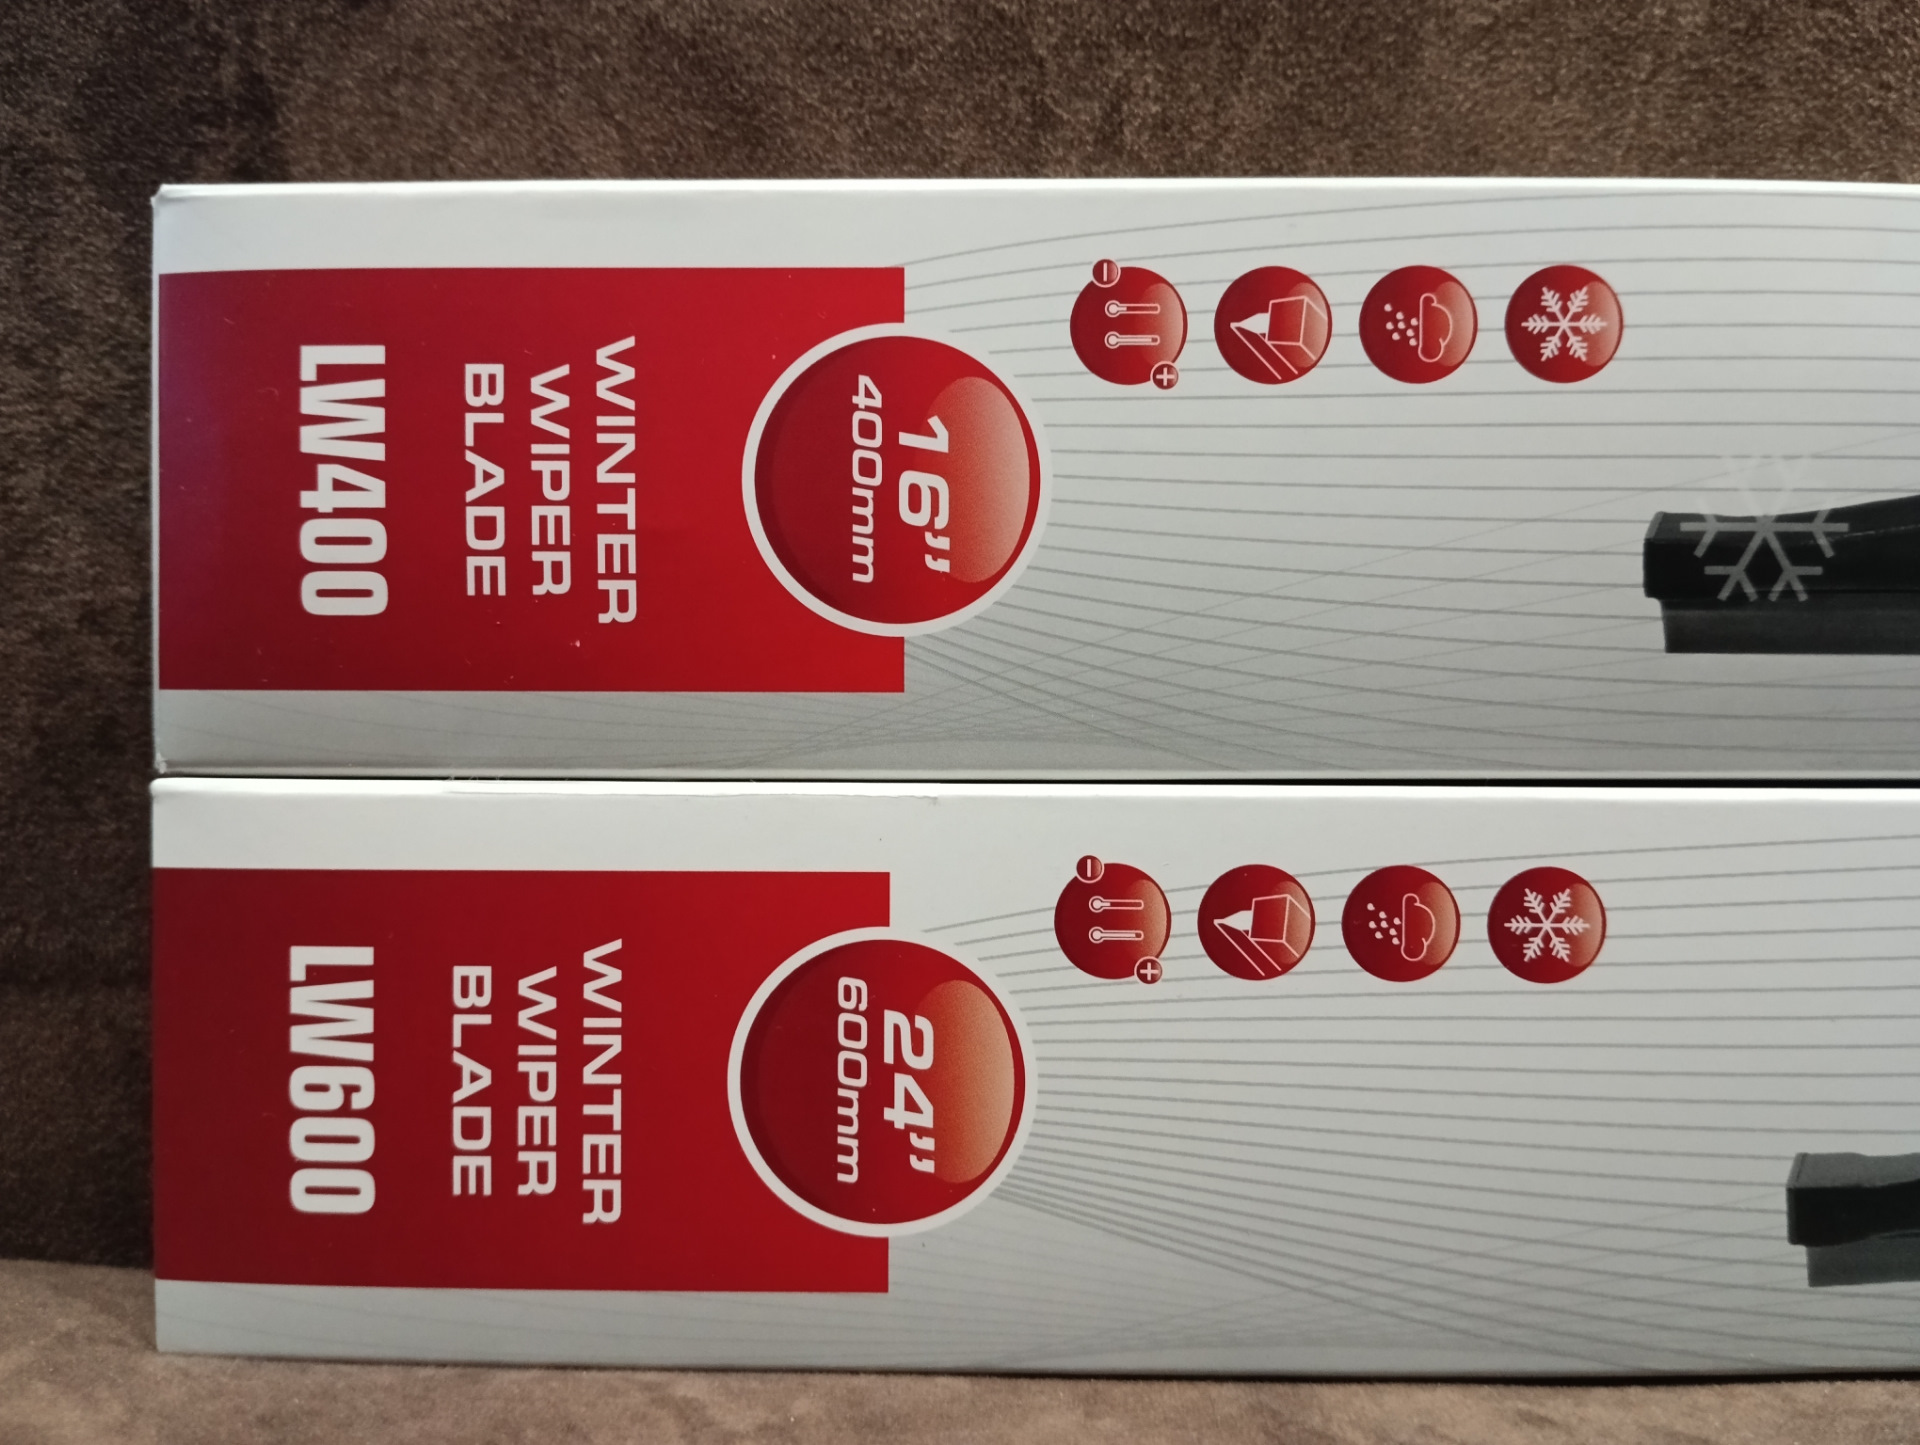 16”
400mm
WINTER
WIPER
BLADE
LW400
24”
600mm
WINTER
WIPER
BLADE
LW600